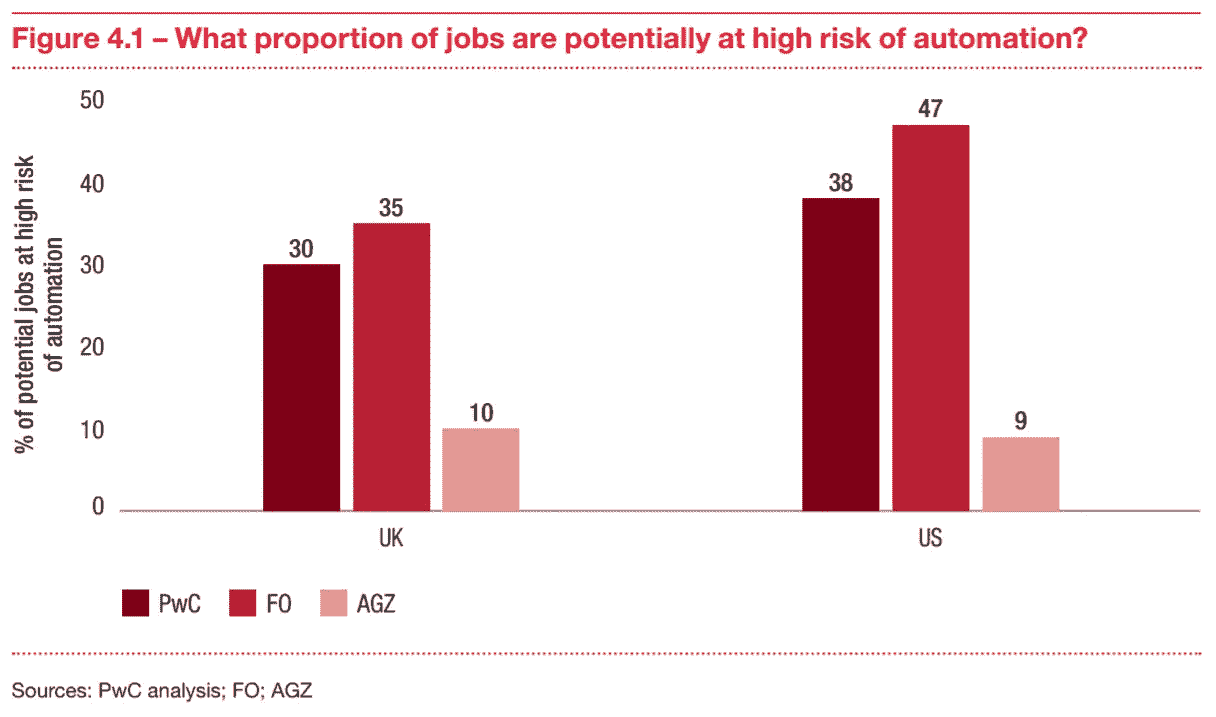 Figure 4.1 – What proportion of jobs are potentially at high risk of automation?
% of potential jobs at high risk
of automation
50
40
30
20
10
0
30
35
10
38
47
9
UK
US
PwC
FO
AGZ
Sources: PwC analysis; FO; AGZ